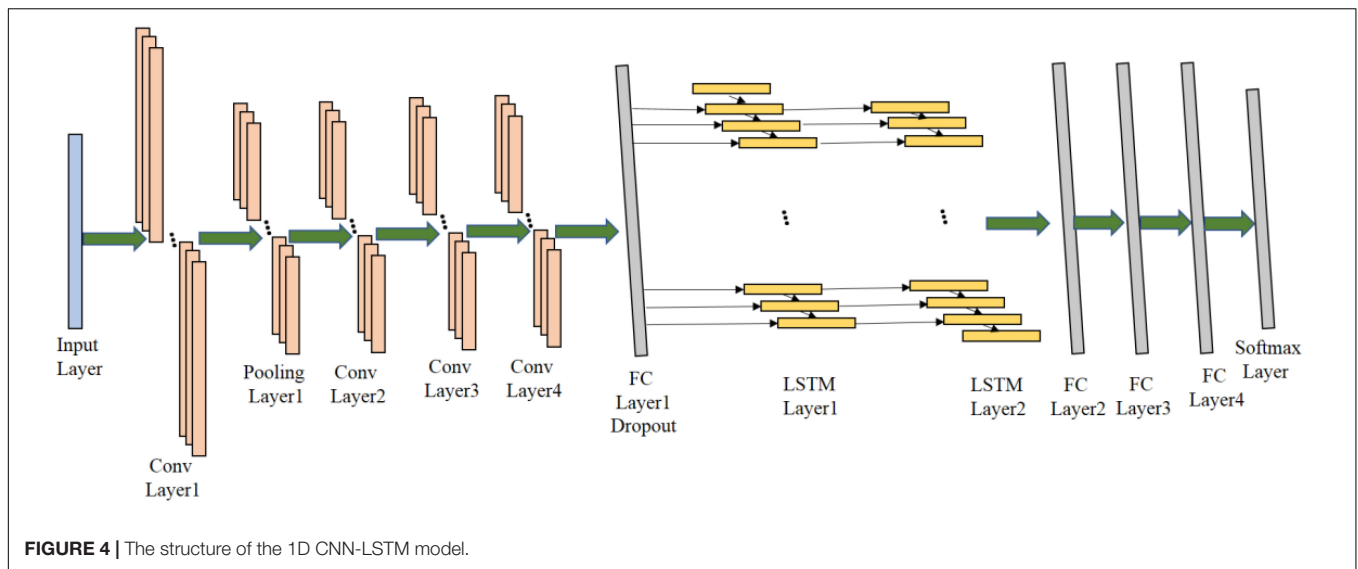 Input
Layer
Conv
Layer1
Pooling
Layer1
Conv
Layer2
Conv
Layer3
Conv
Layer4
FC
Layer1
Dropout
LSTM
Layer1
LSTM
Layer2
FC
Layer2
FC
Layer3
FC
Layer4
Softmax
Layer
FIGURE 4 | The structure of the 1D CNN-LSTM model.